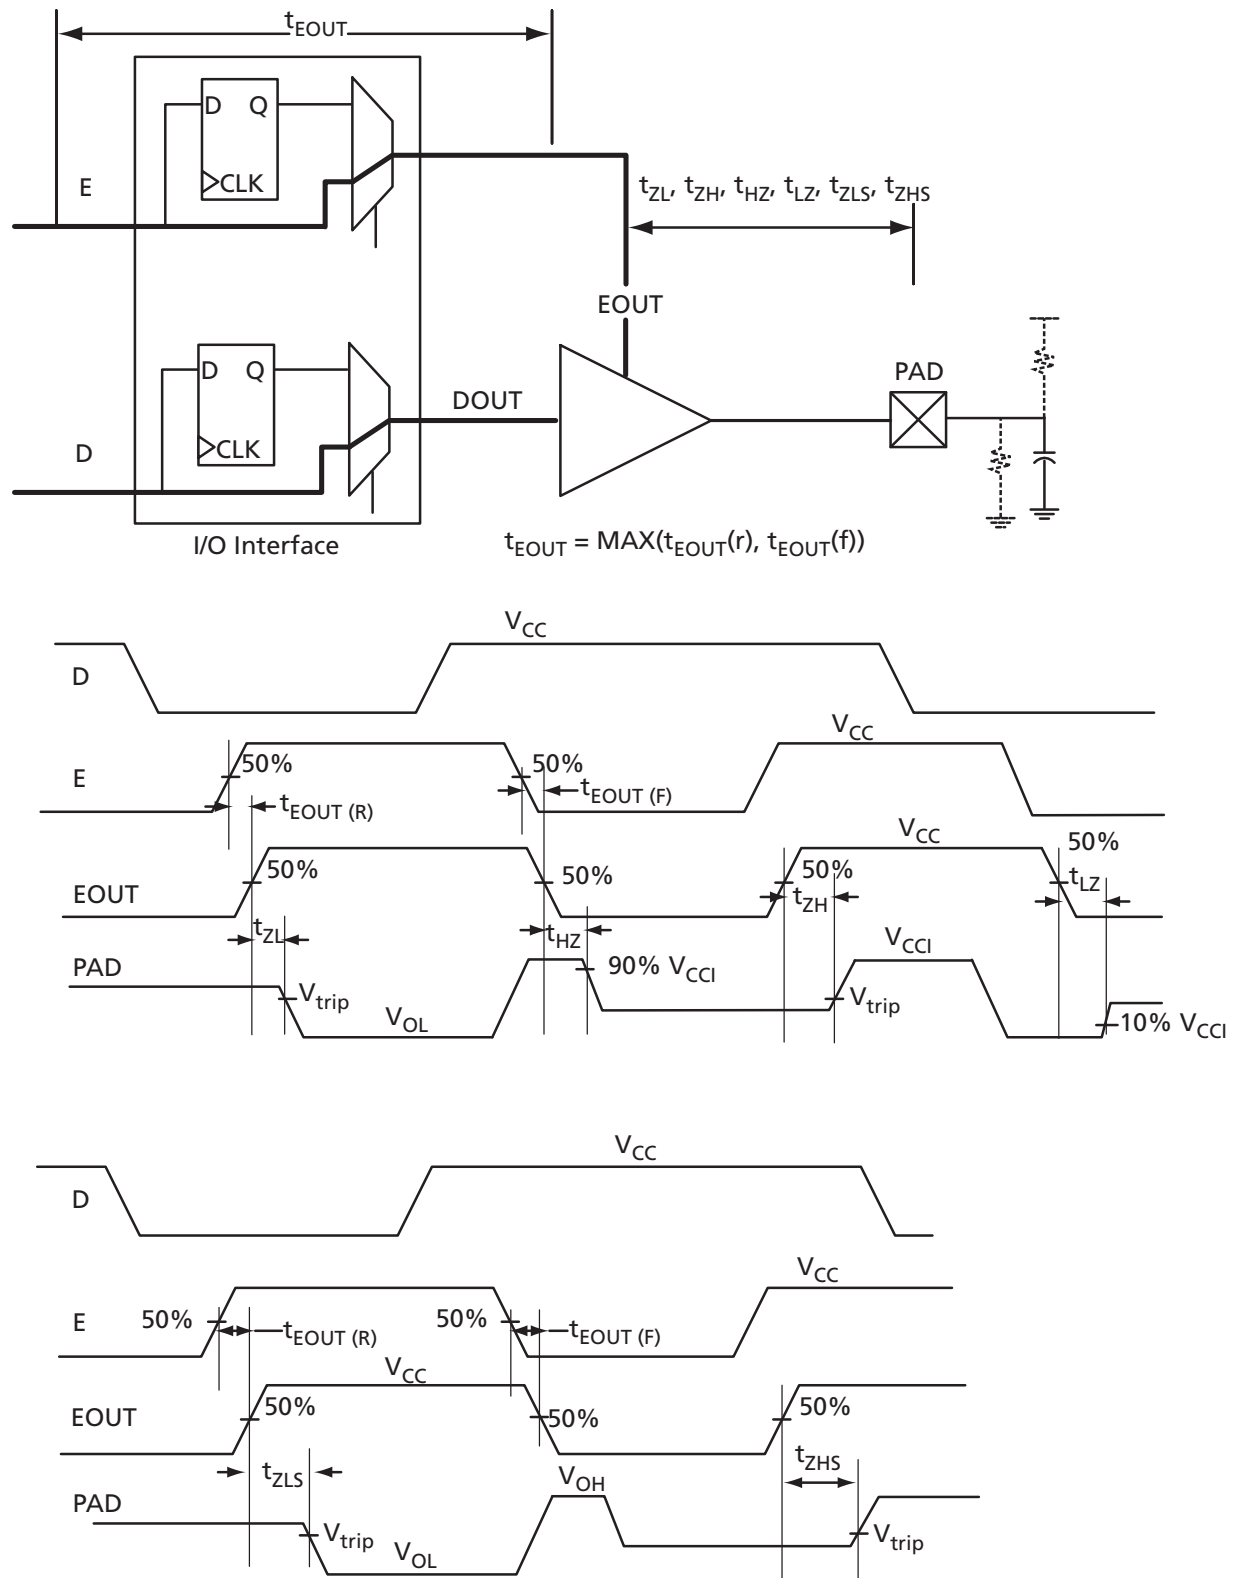 tEOUT
D Q
CLK
E
tZL, tZH, tHZ, tLZ, tZLS, tZHS
EOUT
D Q
CLK
DOUT
PAD
D
I/O Interface
tEOUT = MAX(tEOUT(r), tEOUT(f))
VCC
D
VCC
50% 50%
E
tEOUT (R) tEOUT (F)
VCC 50%
50% 50% 50%
EOUT
tZH tLZ
tZL tHZ
PAD
90% VCCI
VCCI
Vtrip Vtrip
VOL
10% VCCI
VCC
D
VCC
E 50% 50%
tEOUT (R) tEOUT (F)
VCC
EOUT 50% 50% 50%
tZLS tZHS
PAD VOH
Vtrip Vtrip
VOL